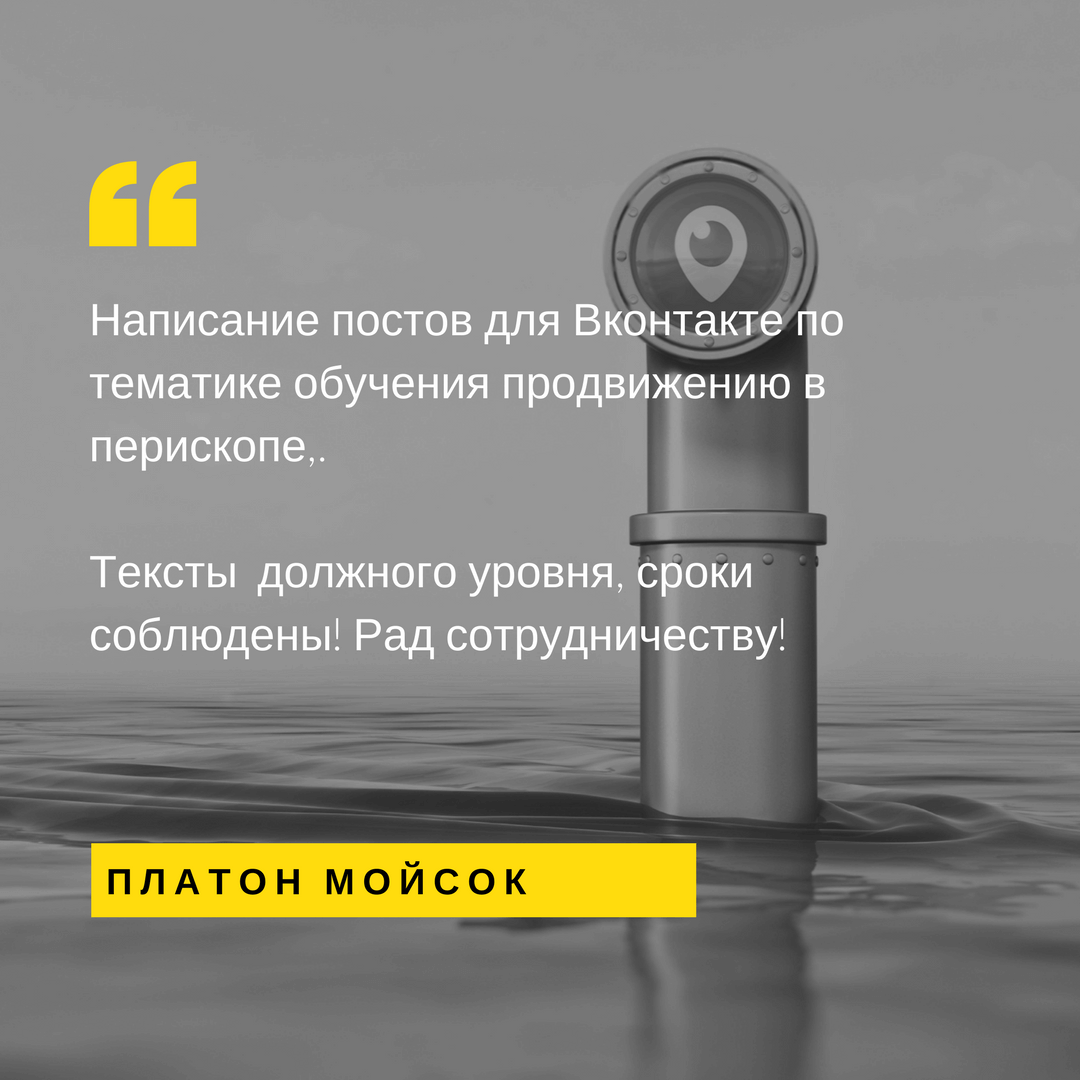 “
Написание постов для Вконтакте по
тематике обучения продвижению в
перископе,.
Тексты  должного уровня, сроки
соблюдены! Рад сотрудничеству!
ПЛАТОН МОЙСОК